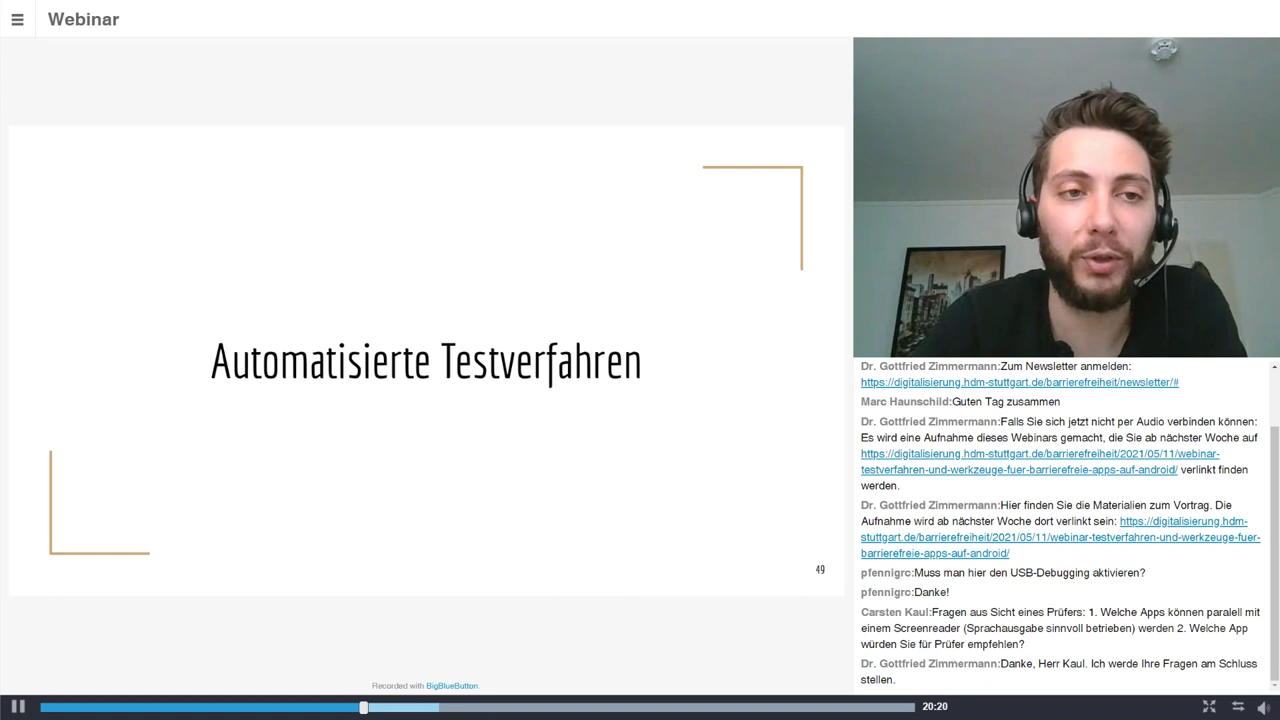 Webinar
Automatisierte Testverfahren
49
Recorded with BigBlueButton.
Dr. Gottfried Zimmermann:Zum Newsletter anmelden:
https://digitalisierung.hdm-stuttgart.de/barrierefreiheit/newsletter/#
Marc Haunschild:Guten Tag zusammen
Dr. Gottfried Zimmermann:Falls Sie sich jetzt nicht per Audio verbinden können:
Es wird eine Aufnahme dieses Webinars gemacht, die Sie ab nächster Woche auf
https://digitalisierung.hdm-stuttgart.de/barrierefreiheit/2021/05/11/webinar-
testverfahren-und-werkzeuge-fuer-barrierefreie-apps-auf-android/ verlinkt finden
werden.
Dr. Gottfried Zimmermann:Hier finden Sie die Materialien zum Vortrag. Die
Aufnahme wird ab nächster Woche dort verlinkt sein: https://digitalisierung.hdm-
stuttgart.de/barrierefreiheit/2021/05/11/webinar-testverfahren-und-werkzeuge-fuer-
barrierefreie-apps-auf-android/
pfennigrc:Muss man hier den USB-Debugging aktivieren?
pfennigrc:Danke!
Carsten Kaul:Fragen aus Sicht eines Prüfers: 1. Welche Apps können paralell mit
einem Screenreader (Sprachausgabe sinnvoll betrieben) werden 2. Welche App
würden Sie für Prüfer empfehlen?
Dr. Gottfried Zimmermann:Danke, Herr Kaul. Ich werde Ihre Fragen am Schluss
stellen.
20:20